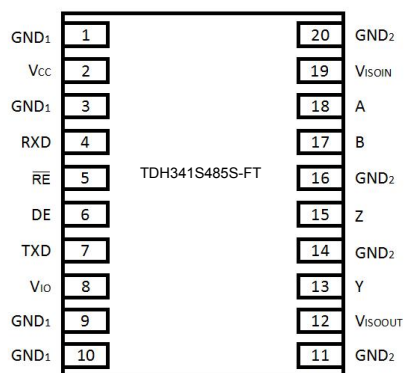 GND1 1 20 GND2
VCC 2 19 VISOIN
GND1 3 18 A
RXD 4 17 B
RE 5 TDH341S485S-FT 16 GND2
DE 6 15 Z
TXD 7 14 GND2
VIO 8 13 Y
GND1 9 12 VISOOUT
GND1 10 11 GND2